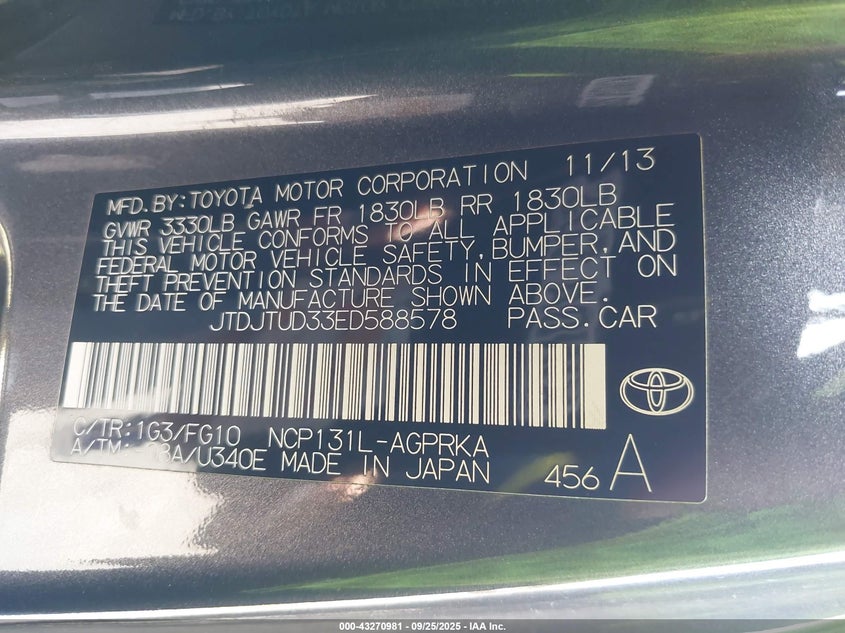 MFD.BY:TOYOTA MOTOR CORPORATION 11/13
GVWR 3330LB GAWR FR 1830LB RR 1830LB
THIS VEHICLE CONFORMS TO ALL APPLICABLE
FEDERAL MOTOR VEHICLE SAFETY,BUMPER,AND
THEFT PREVENTION STANDARDS IN EFFECT ON
THE DATE OF MANUFACTURE SHOWN ABOVE.
JTDJTUD33ED588578 PASS.CAR
C/TR:1G3/FG10 NCP131L-AGPRKA
A/TM: /U340E MADE IN JAPAN
456 A
000-43270981 - 09/25/2025 - IAA Inc.